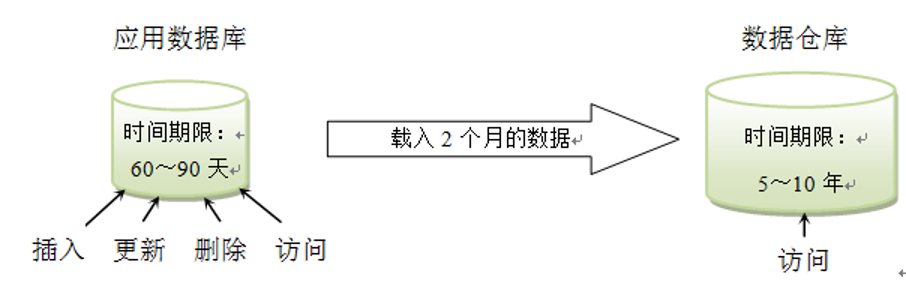 应用数据库
数据仓库
时间期限：
60～90 天
载入 2 个月的数据
时间期限：
5～10 年
插入
更新
删除
访问
访问